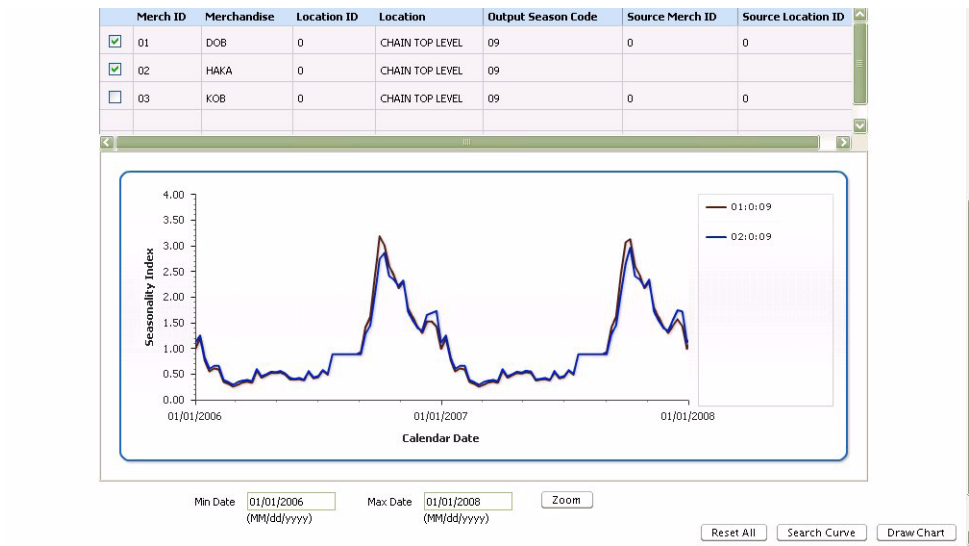 Merch ID Merchandise Location ID Location Output Season Code Source Merch ID Source Location ID
01 DOB 0 CHAIN TOP LEVEL 09 0 0
02 HAKA 0 CHAIN TOP LEVEL 09
03 KOB 0 CHAIN TOP LEVEL 09 0 0
4.00
3.50
3.00
2.50
2.00
1.50
1.00
0.50
0.00
Seasonality Index
01:0:09
02:0:09
01/01/2006 01/01/2007 01/01/2008
Calendar Date
Min Date 01/01/2006 Max Date 01/01/2008 Zoom
(MM/dd/yyyy) (MM/dd/yyyy)
Reset All Search Curve Draw Chart